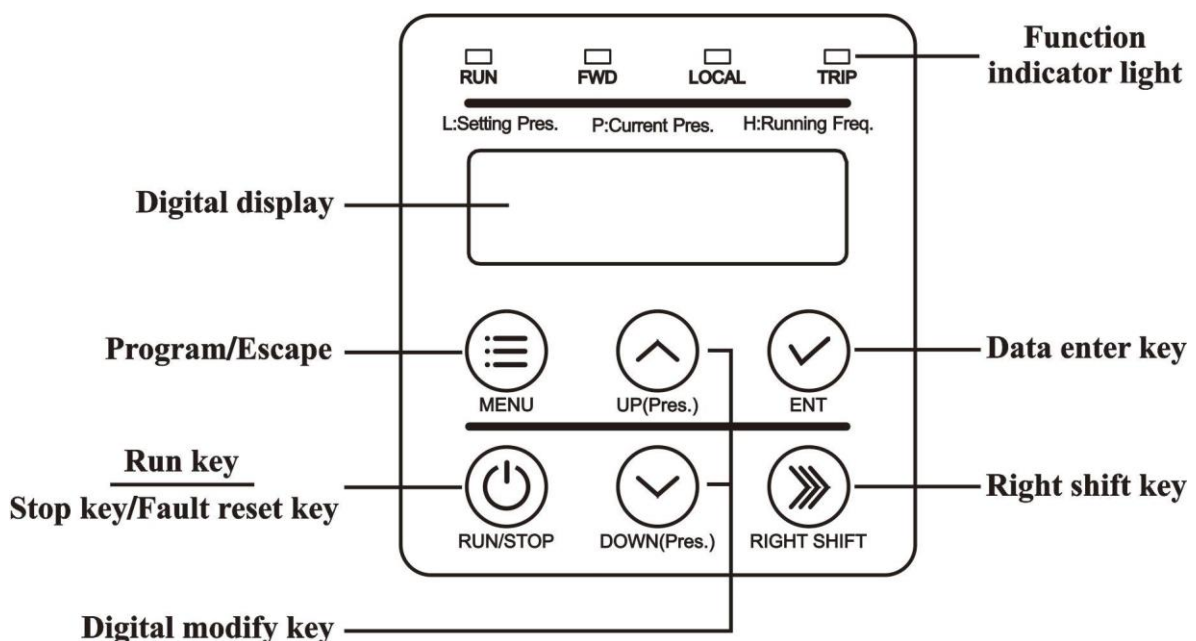 Function
indicator light
RUN FWD LOCAL TRIP
L:Setting Pres. P:Current Pres. H:Running Freq.
Digital display
Program/Escape
MENU UP(Pres.) ENT
Data enter key
Run key
Stop key/Fault reset key
RUN/STOP DOWN(Pres.) RIGHT SHIFT
Right shift key
Digital modify key